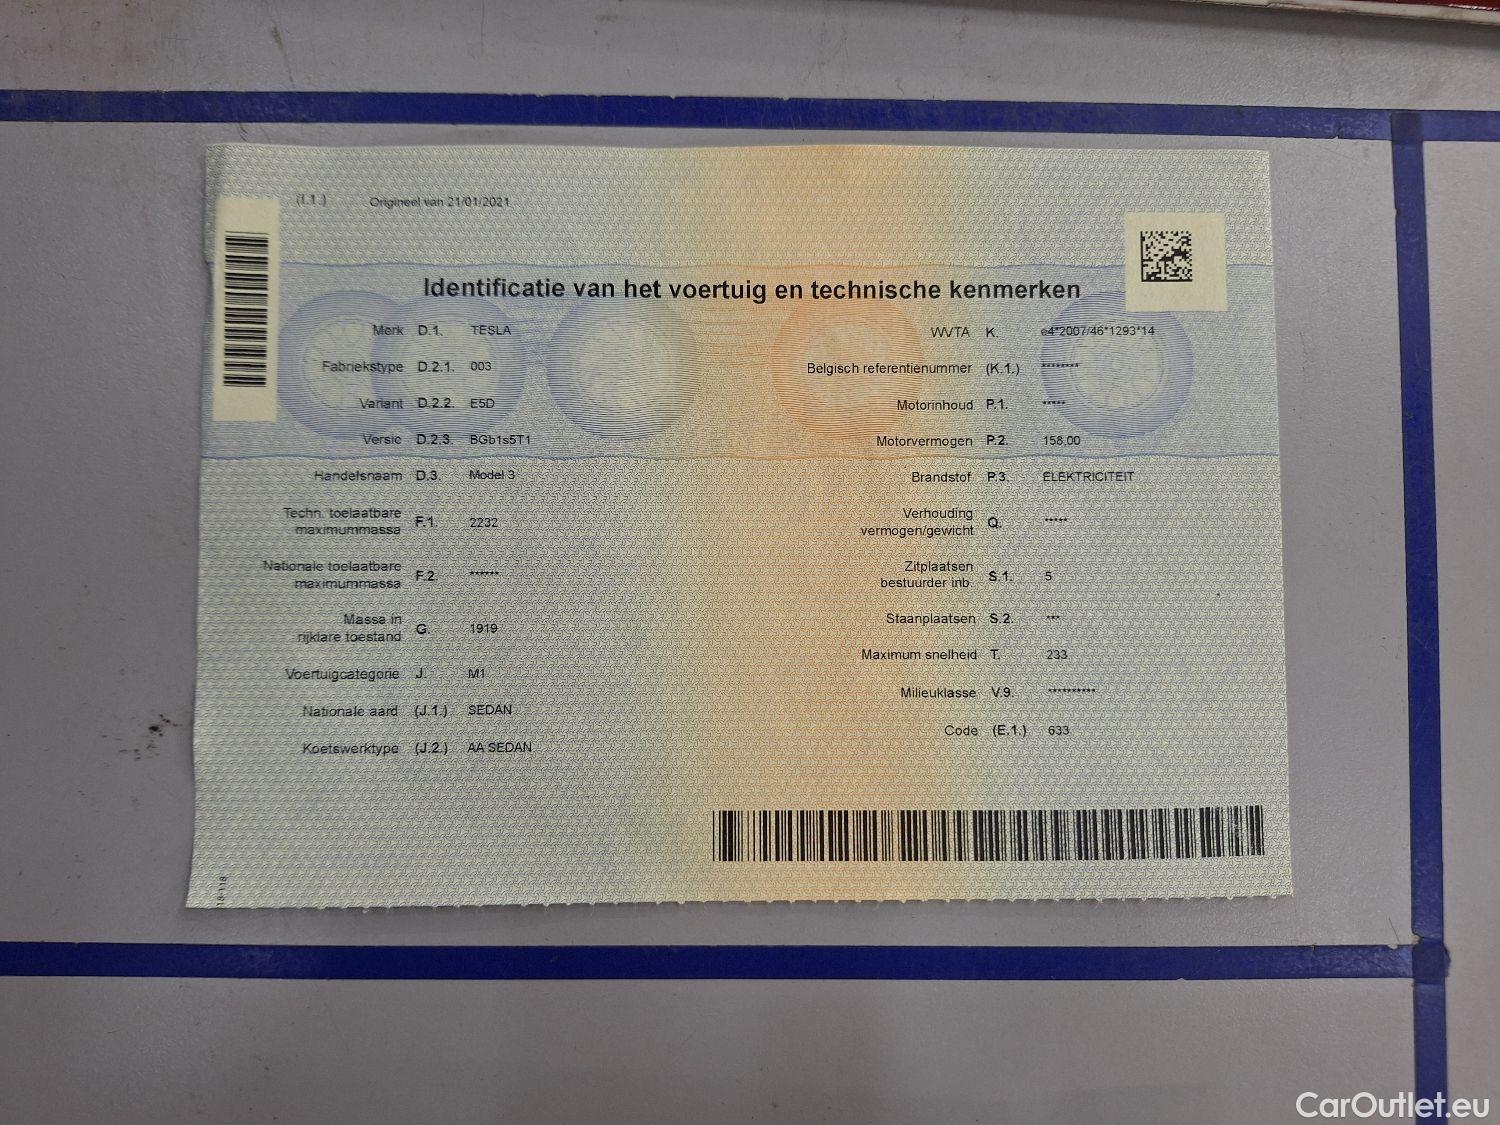 (I.1.) Origineel van 21/01/2021
Identificatie van het voertuig en technische kenmerken
Merk D.1. TESLA
Fabriekstype D.2.1. 003
Variant D.2.2. E5D
Versie D.2.3. BGb1s5T1
Handelsnaam D.3. Model 3
Techn. toelaatbare
maximummassa F.1. 2232
Nationale toelaatbare
maximummassa F.2. ******
Massa in
rijklare toestand G. 1919
Voertuigcategorie J. M1
Nationale aard (J.1.) SEDAN
Koetswerktype (J.2.) AA SEDAN
WVTA K. e4*2007/46*1293*14
Belgisch referentienummer (K.1.) ********
Motorinhoud P.1. *****
Motorvermogen P.2. 158,00
Brandstof P.3. ELEKTRICITEIT
Verhouding
vermogen/gewicht Q. *****
Zitplaatsen
bestuurder inb. S.1. 5
Staanplaatsen S.2. ***
Maximum snelheid T. 233
Milieuklasse V.9. **********
Code (E.1.) 633
18-118
CarOutlet.eu